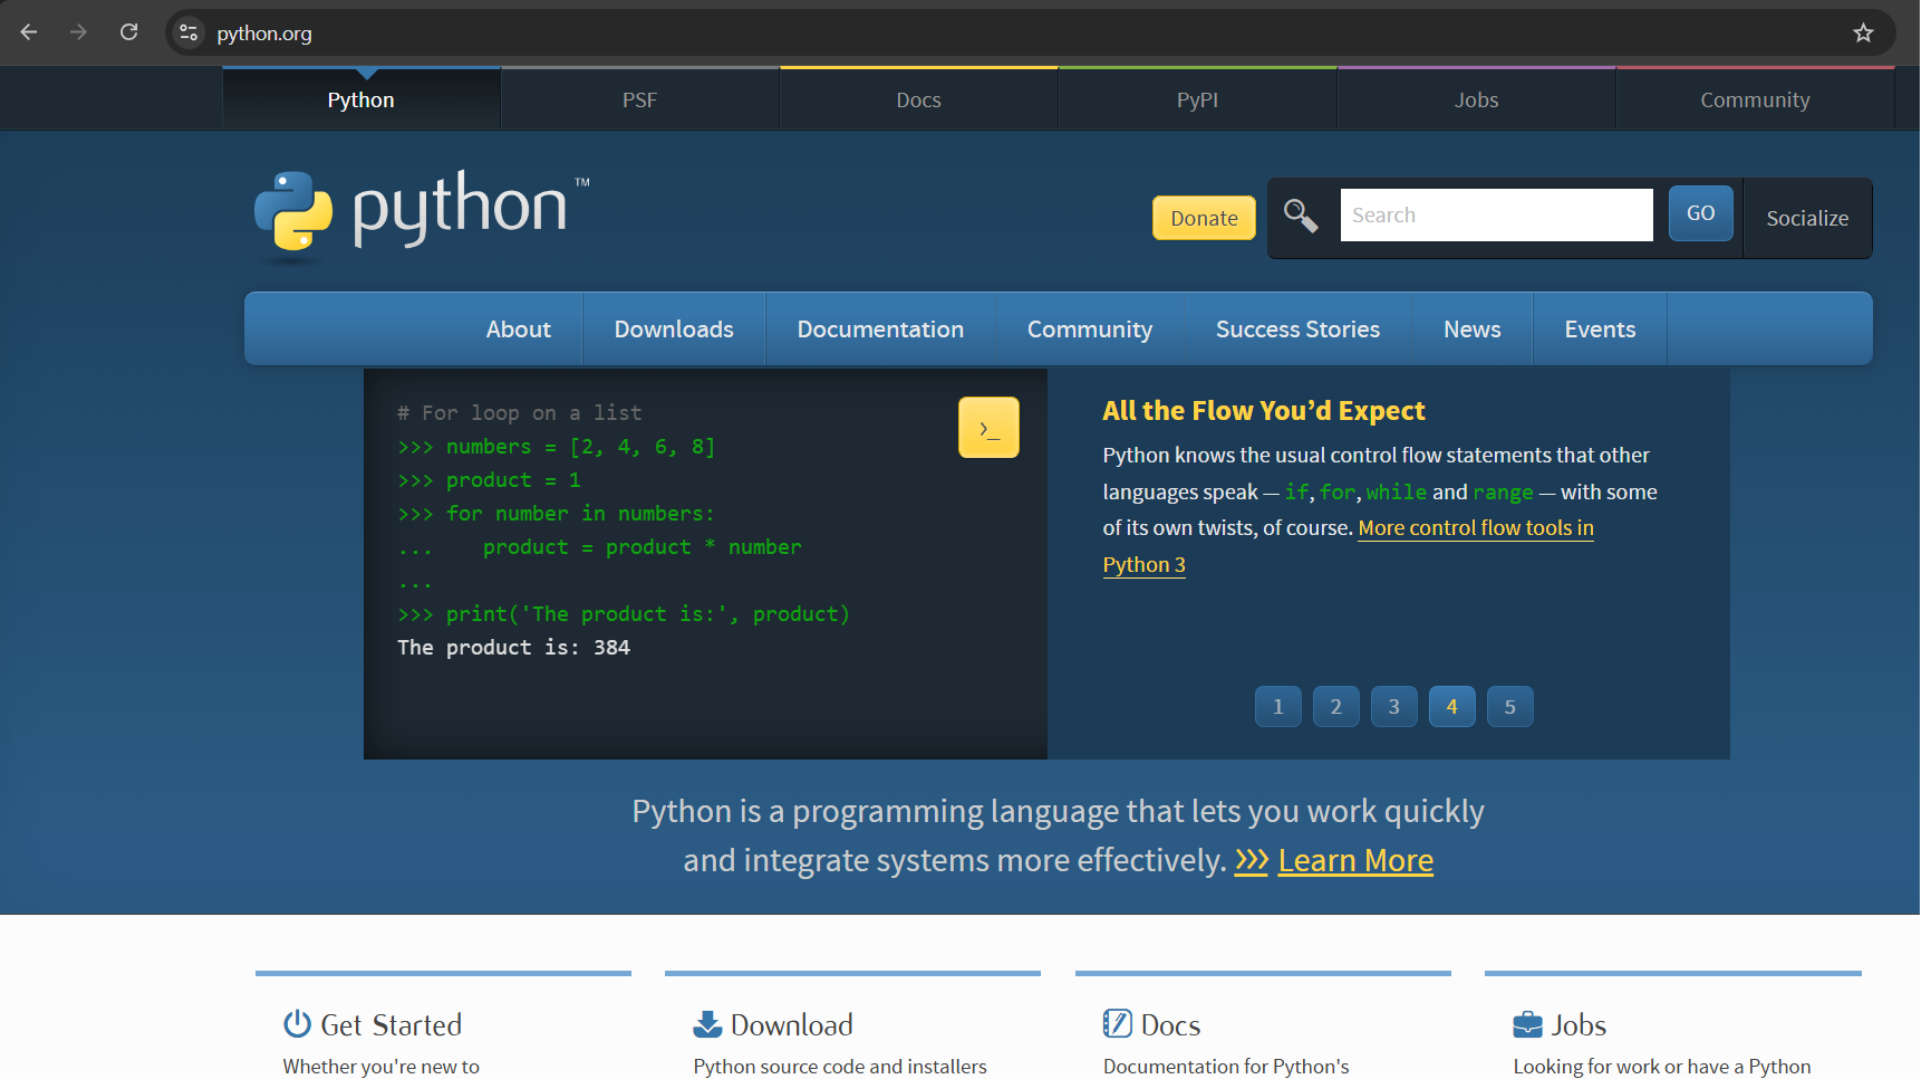 python.org
Python
PSF
Docs
PyPI
Jobs
Community
python™
Donate
Search
GO
Socialize
About
Downloads
Documentation
Community
Success Stories
News
Events
# For loop on a list
>>> numbers = [2, 4, 6, 8]
>>> product = 1
>>> for number in numbers:
...    product = product * number
...
>>> print('The product is:', product)
The product is: 384
>_
All the Flow You’d Expect
Python knows the usual control flow statements that other
languages speak — if, for, while and range — with some
of its own twists, of course. More control flow tools in
Python 3
1
2
3
4
5
Python is a programming language that lets you work quickly
and integrate systems more effectively. >>> Learn More
Get Started
Whether you're new to
Download
Python source code and installers
Docs
Documentation for Python's
Jobs
Looking for work or have a Python